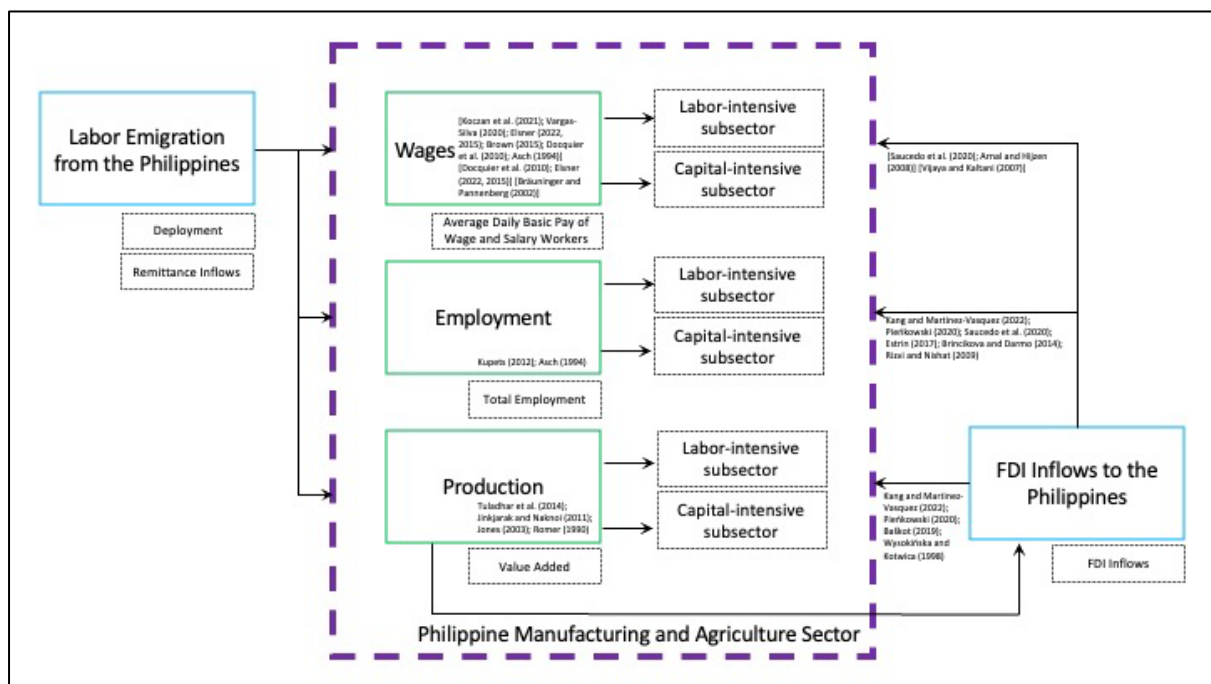 Labor Emigration
from the Philippines
Deployment
Remittance Inflows
Wages
[Koczan et al. (2021); Vargas-
Silva (2020); Elsner (2022,
2015); Brown (2015); Docquier
et al. (2010); Asch (1994)]
[Docquier et al. (2010); Elsner
(2022, 2015)] [Bräuninger and
Pannenberg (2002)]
Average Daily Basic Pay of
Wage and Salary Workers
Labor-intensive
subsector
Capital-intensive
subsector
Employment
Kupets (2012); Asch (1994)
Total Employment
Labor-intensive
subsector
Capital-intensive
subsector
Production
Tuladhar et al. (2014);
Jinkjarak and Naknoi (2011);
Jones (2003); Romer (1990)
Value Added
Labor-intensive
subsector
Capital-intensive
subsector
Philippine Manufacturing and Agriculture Sector
[Saucedo et al. (2020); Arnal and Hijzen
(2008)] [Vijaya and Kaltani (2007)]
Kang and Martinez-Vasquez (2022);
Pieńkowski (2020); Saucedo et al. (2020);
Estrin (2017); Brincikova and Darmo (2014);
Rizvi and Nishat (2009)
Kang and Martinez-
Vasquez (2022);
Pieńkowski (2020);
Balkot (2019);
Wysokińska and
Kotwica (1998)
FDI Inflows to the
Philippines
FDI Inflows